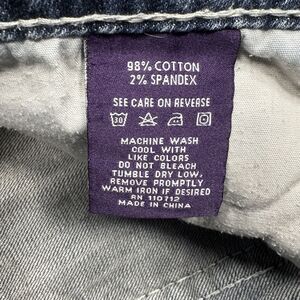 98% COTTON
2% SPANDEX
SEE CARE ON REVERSE
30
MACHINE WASH
COOL WITH
LIKE COLORS
DO NOT BLEACH
TUMBLE DRY LOW,
REMOVE PROMPTLY
WARM IRON IF DESIRED
RN 110712
MADE IN CHINA